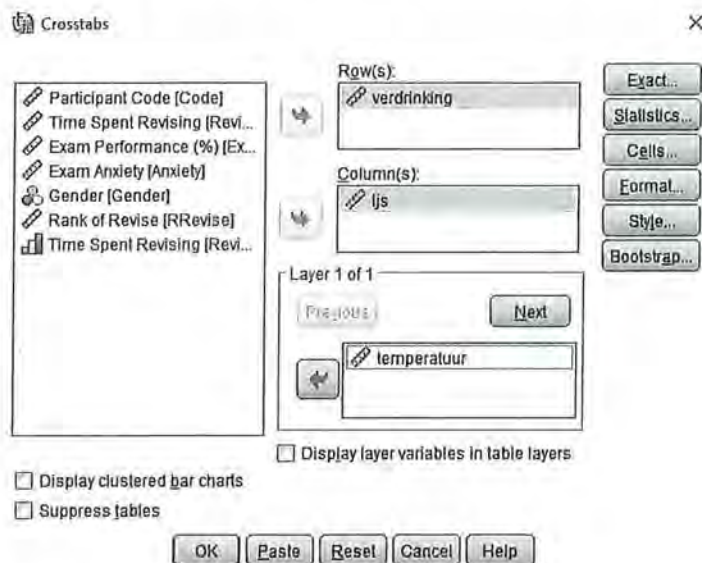 Crosstabs
Participant Code [Code]
Time Spent Revising [Revi...
Exam Performance (%) [Ex...
Exam Anxiety [Anxiety]
Gender [Gender]
Rank of Revise [RRevise]
Time Spent Revising [Revi...
Row(s):
verdrinking
Column(s):
Ijs
Layer 1 of 1
Previous
Next
temperatuur
Display layer variables in table layers
Exact...
Statistics...
Cells...
Format...
Style...
Bootstrap...
Display clustered bar charts
Suppress tables
OK Paste Reset Cancel Help